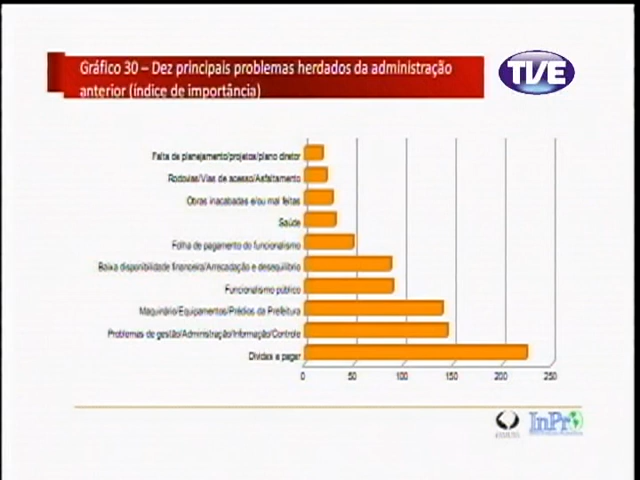 Gráfico 30 – Dez principais problemas herdados da administração
anterior (índice de importância)
TVE
Falta de planejamento/projetos/plano diretor
Rodovias/Vias de acesso/Asfaltamento
Obras inacabadas e/ou mal feitas
Saúde
Folha de pagamento do funcionalismo
Baixa disponibilidade financeira/Arrecadação e desequilíbrio
Funcionalismo público
Maquinário/Equipamentos/Prédios da Prefeitura
Problemas de gestão/Administração/Informação/Controle
Dívidas a pagar
0 50 100 150 200 250
InPro